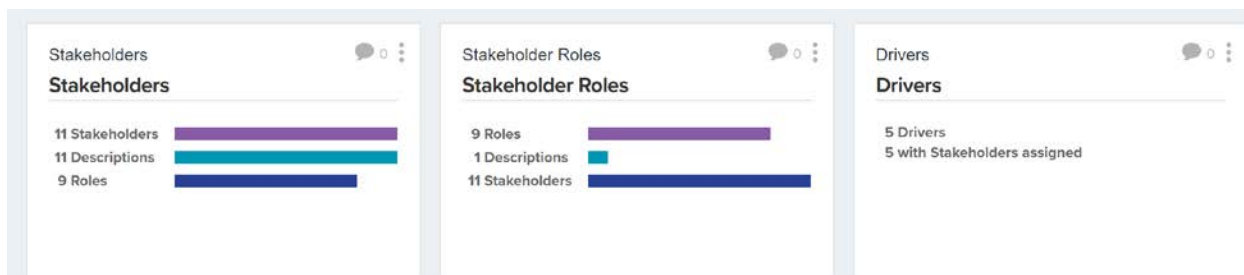 Stakeholders
0
Stakeholders
11 Stakeholders
11 Descriptions
9 Roles
Stakeholder Roles
0
Stakeholder Roles
9 Roles
1 Descriptions
11 Stakeholders
Drivers
0
Drivers
5 Drivers
5 with Stakeholders assigned